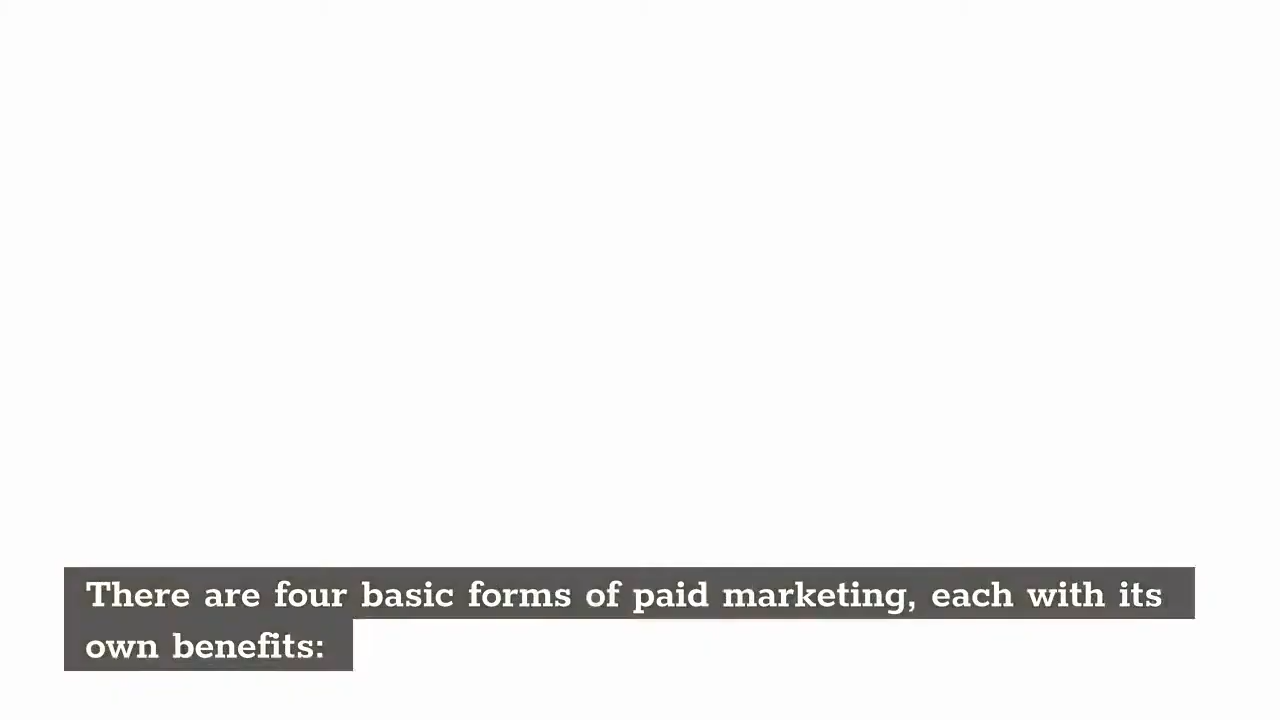 There are four basic forms of paid marketing, each with its
own benefits: